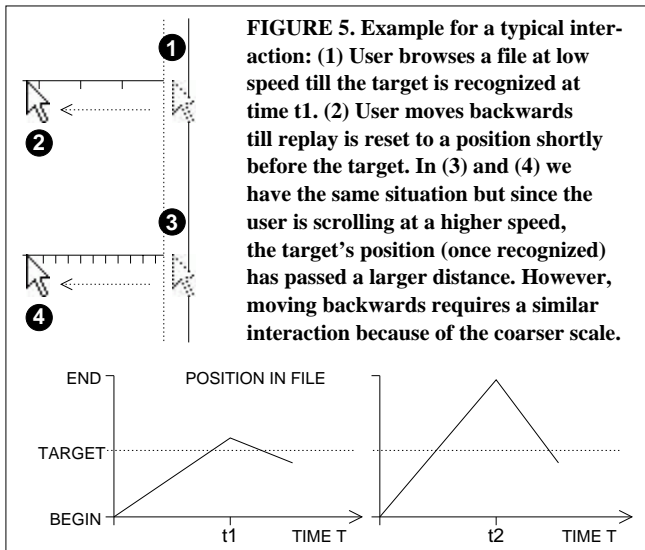 1
2
3
4
FIGURE 5. Example for a typical inter-
action: (1) User browses a file at low
speed till the target is recognized at
time t1. (2) User moves backwards
till replay is reset to a position shortly
before the target. In (3) and (4) we
have the same situation but since the
user is scrolling at a higher speed,
the target's position (once recognized)
has passed a larger distance. However,
moving backwards requires a similar
interaction because of the coarser scale.
END
POSITION IN FILE
TARGET
BEGIN
t1
TIME T
t2
TIME T